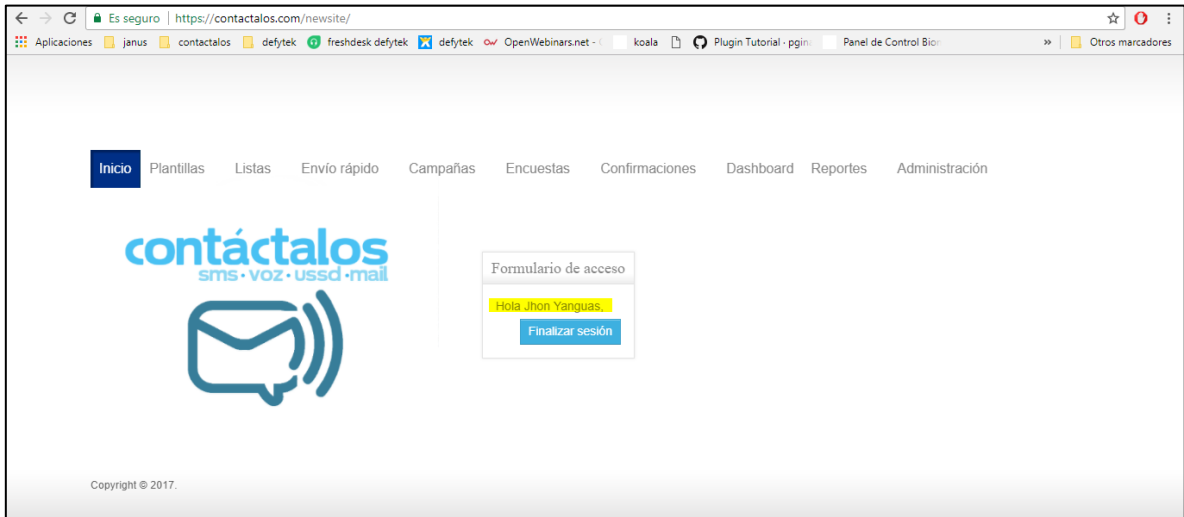 Es seguro | https://contactalos.com/newsite/
Aplicaciones janus contactalos defytek freshdesk defytek defytek OpenWebinars.net - koala Plugin Tutorial · pgin Panel de Control Bion » Otros marcadores
Inicio Plantillas Listas Envío rápido Campañas Encuestas Confirmaciones Dashboard Reportes Administración
contáctalos
sms·voz·ussd·mail
Formulario de acceso
Hola Jhon Yanguas,
Finalizar sesión
Copyright © 2017.